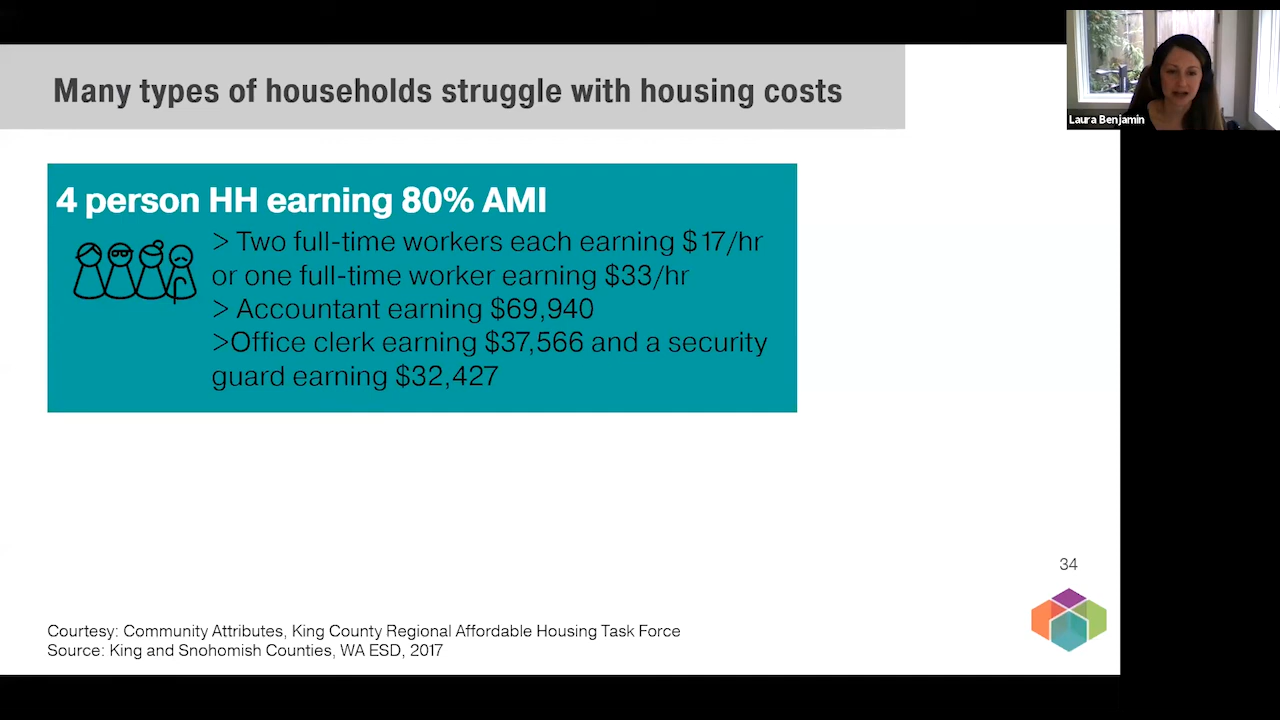 Many types of households struggle with housing costs
Laura Benjamin
4 person HH earning 80% AMI
> Two full-time workers each earning $17/hr
or one full-time worker earning $33/hr
> Accountant earning $69,940
>Office clerk earning $37,566 and a security
guard earning $32,427
34
Courtesy: Community Attributes, King County Regional Affordable Housing Task Force
Source: King and Snohomish Counties, WA ESD, 2017